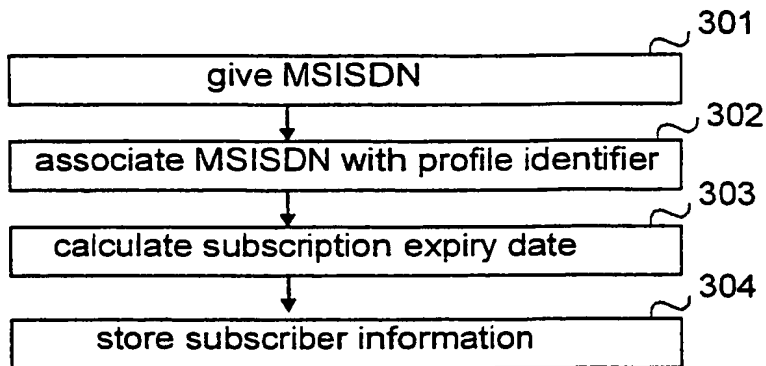 301
give MSISDN
302
associate MSISDN with profile identifier
303
calculate subscription expiry date
304
store subscriber information